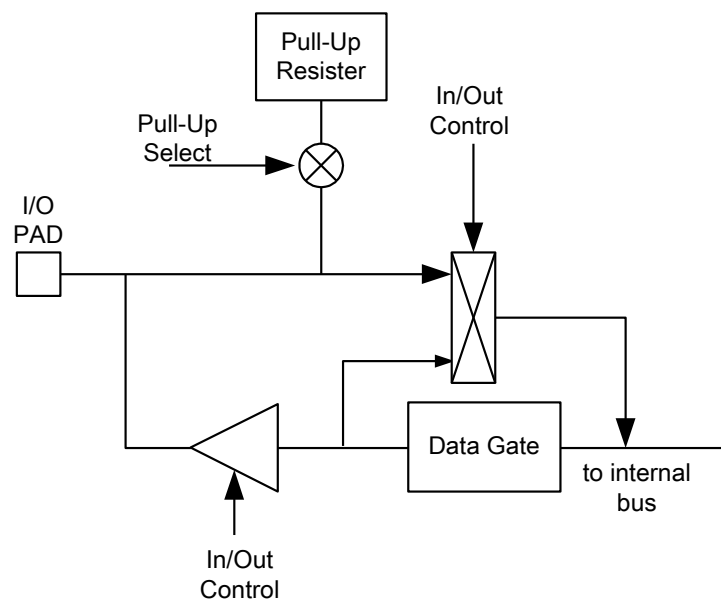 Pull-Up
Resister
In/Out
Control
Pull-Up
Select
I/O
PAD
Data Gate
to internal
bus
In/Out
Control